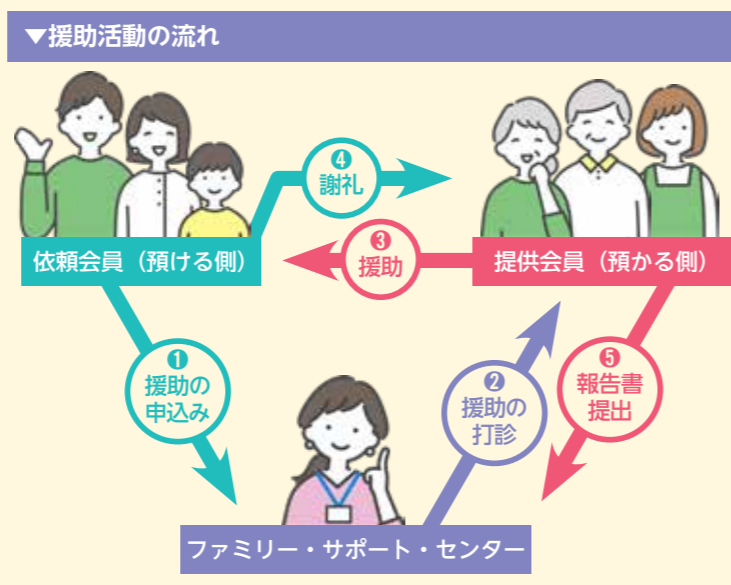 ▼援助活動の流れ
❹
謝礼
❸
援助
依頼会員（預ける側）
提供会員（預かる側）
❶
援助の
申込み
❷
援助の
打診
❺
報告書
提出
ファミリー・サポート・センター